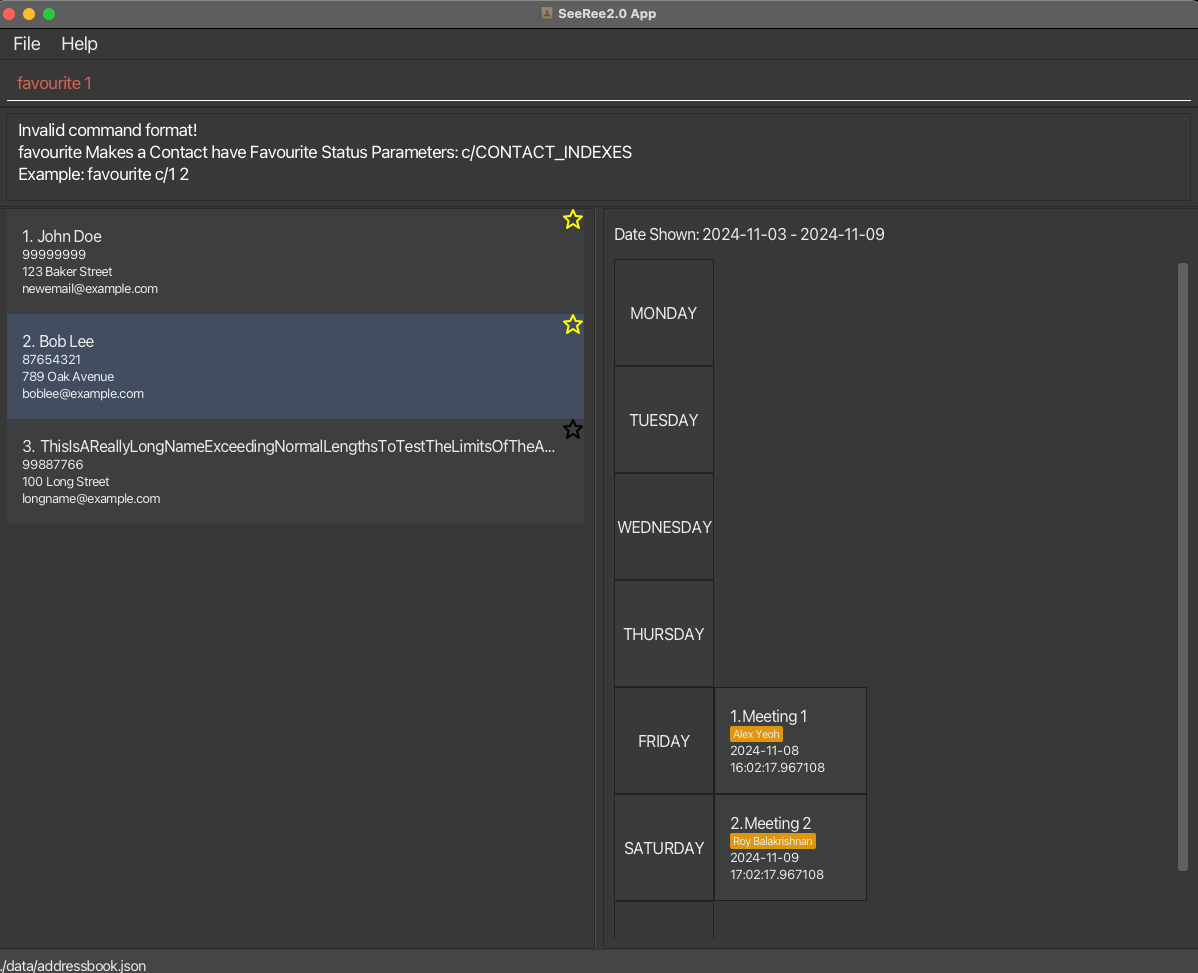 SeeRee2.0 App
File Help
favourite 1
Invalid command format!
favourite Makes a Contact have Favourite Status Parameters: c/CONTACT_INDEXES
Example: favourite c/1 2
1. John Doe
99999999
123 Baker Street
newemail@example.com
2. Bob Lee
87654321
789 Oak Avenue
boblee@example.com
3. ThisIsAReallyLongNameExceedingNormalLengthsToTestTheLimitsOfTheA...
99887766
100 Long Street
longname@example.com
Date Shown: 2024-11-03 - 2024-11-09
MONDAY
TUESDAY
WEDNESDAY
THURSDAY
FRIDAY
1. Meeting 1
Alex Yeoh
2024-11-08
16:02:17.967108
SATURDAY
2. Meeting 2
Roy Balakrishnan
2024-11-09
17:02:17.967108
./data/addressbook.json